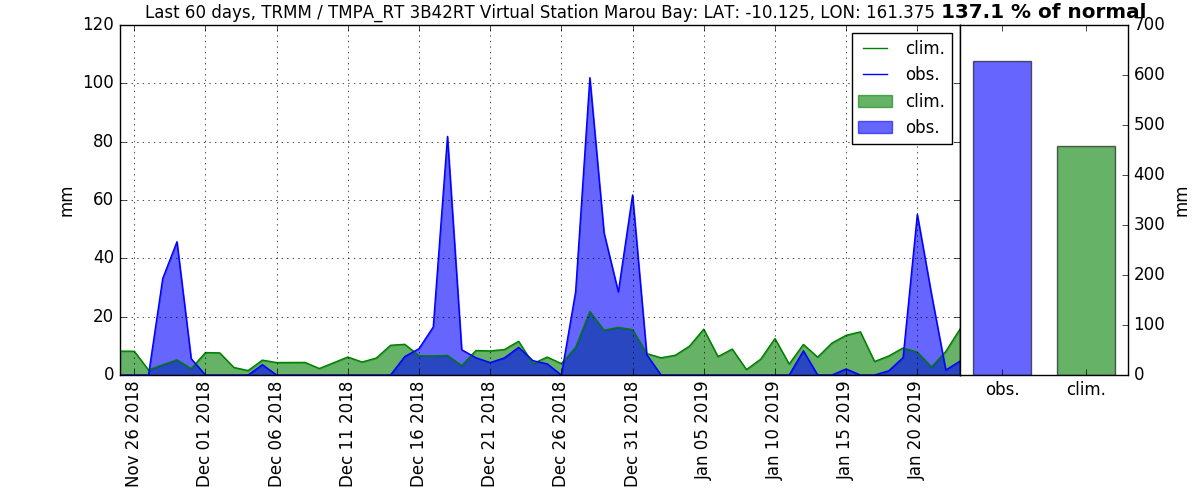 Last 60 days, TRMM / TMPA_RT 3B42RT Virtual Station Marou Bay: LAT: -10.125, LON: 161.375 137.1 % of normal
120
100
80
60
40
20
0
mm
clim.
obs.
clim.
obs.
Nov 26 2018
Dec 01 2018
Dec 06 2018
Dec 11 2018
Dec 16 2018
Dec 21 2018
Dec 26 2018
Dec 31 2018
Jan 05 2019
Jan 10 2019
Jan 15 2019
Jan 20 2019
700
600
500
400
300
200
100
0
mm
obs.
clim.